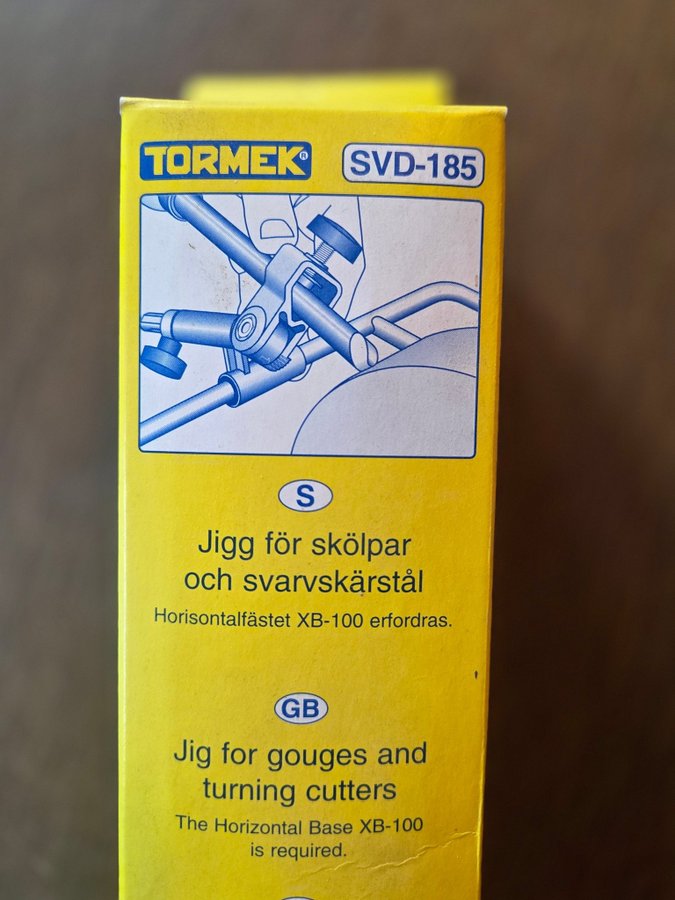 TORMEK®
SVD-185
S
Jigg för skölpar
och svarvskärstål
Horisontalfästet XB-100 erfordras.
GB
Jig for gouges and
turning cutters
The Horizontal Base XB-100
is required.